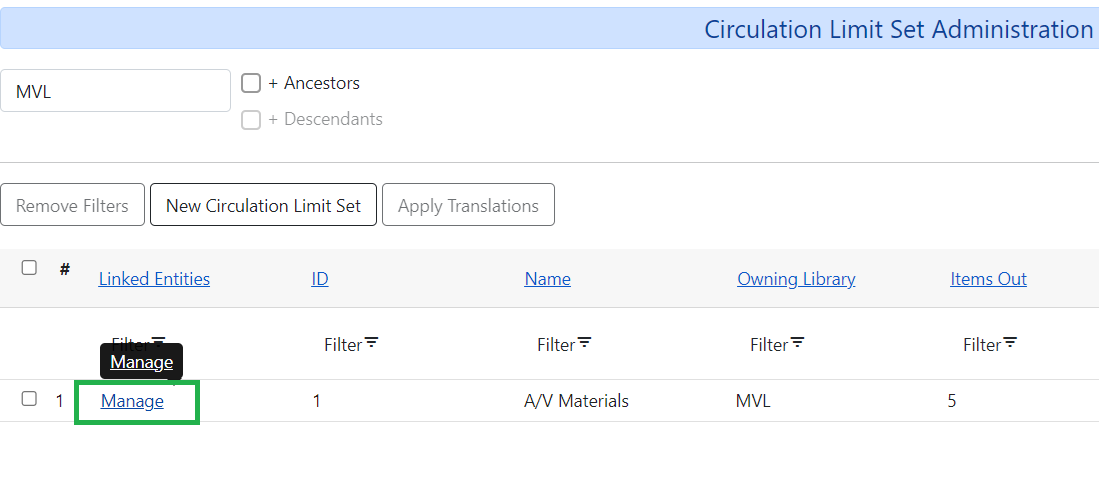 Circulation Limit Set Administration
MVL
+ Ancestors
+ Descendants
Remove Filters New Circulation Limit Set Apply Translations
# Linked Entities ID Name Owning Library Items Out
Filter Filter Filter Filter Filter
Manage
1 Manage 1 A/V Materials MVL 5